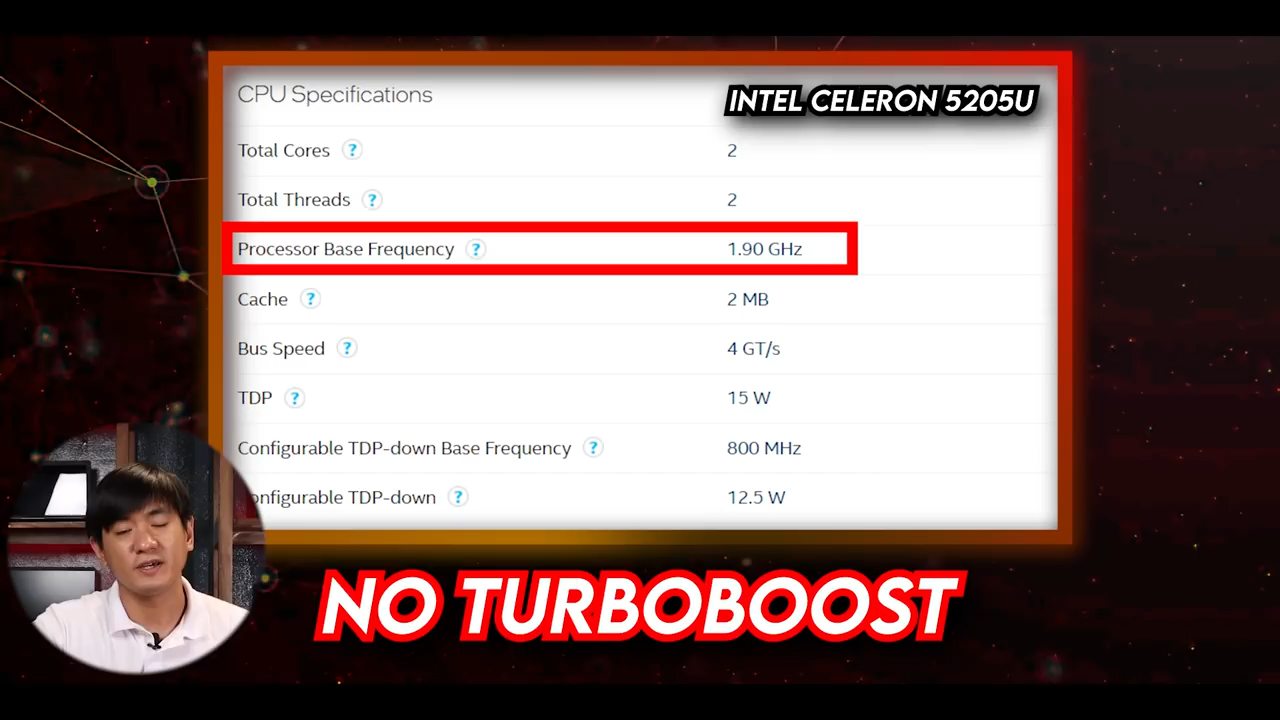 CPU Specifications
INTEL CELERON 5205U
Total Cores ? 2
Total Threads ? 2
Processor Base Frequency ? 1.90 GHz
Cache ? 2 MB
Bus Speed ? 4 GT/s
TDP ? 15 W
Configurable TDP-down Base Frequency ? 800 MHz
onfigurable TDP-down ? 12.5 W
NO TURBOBOOST